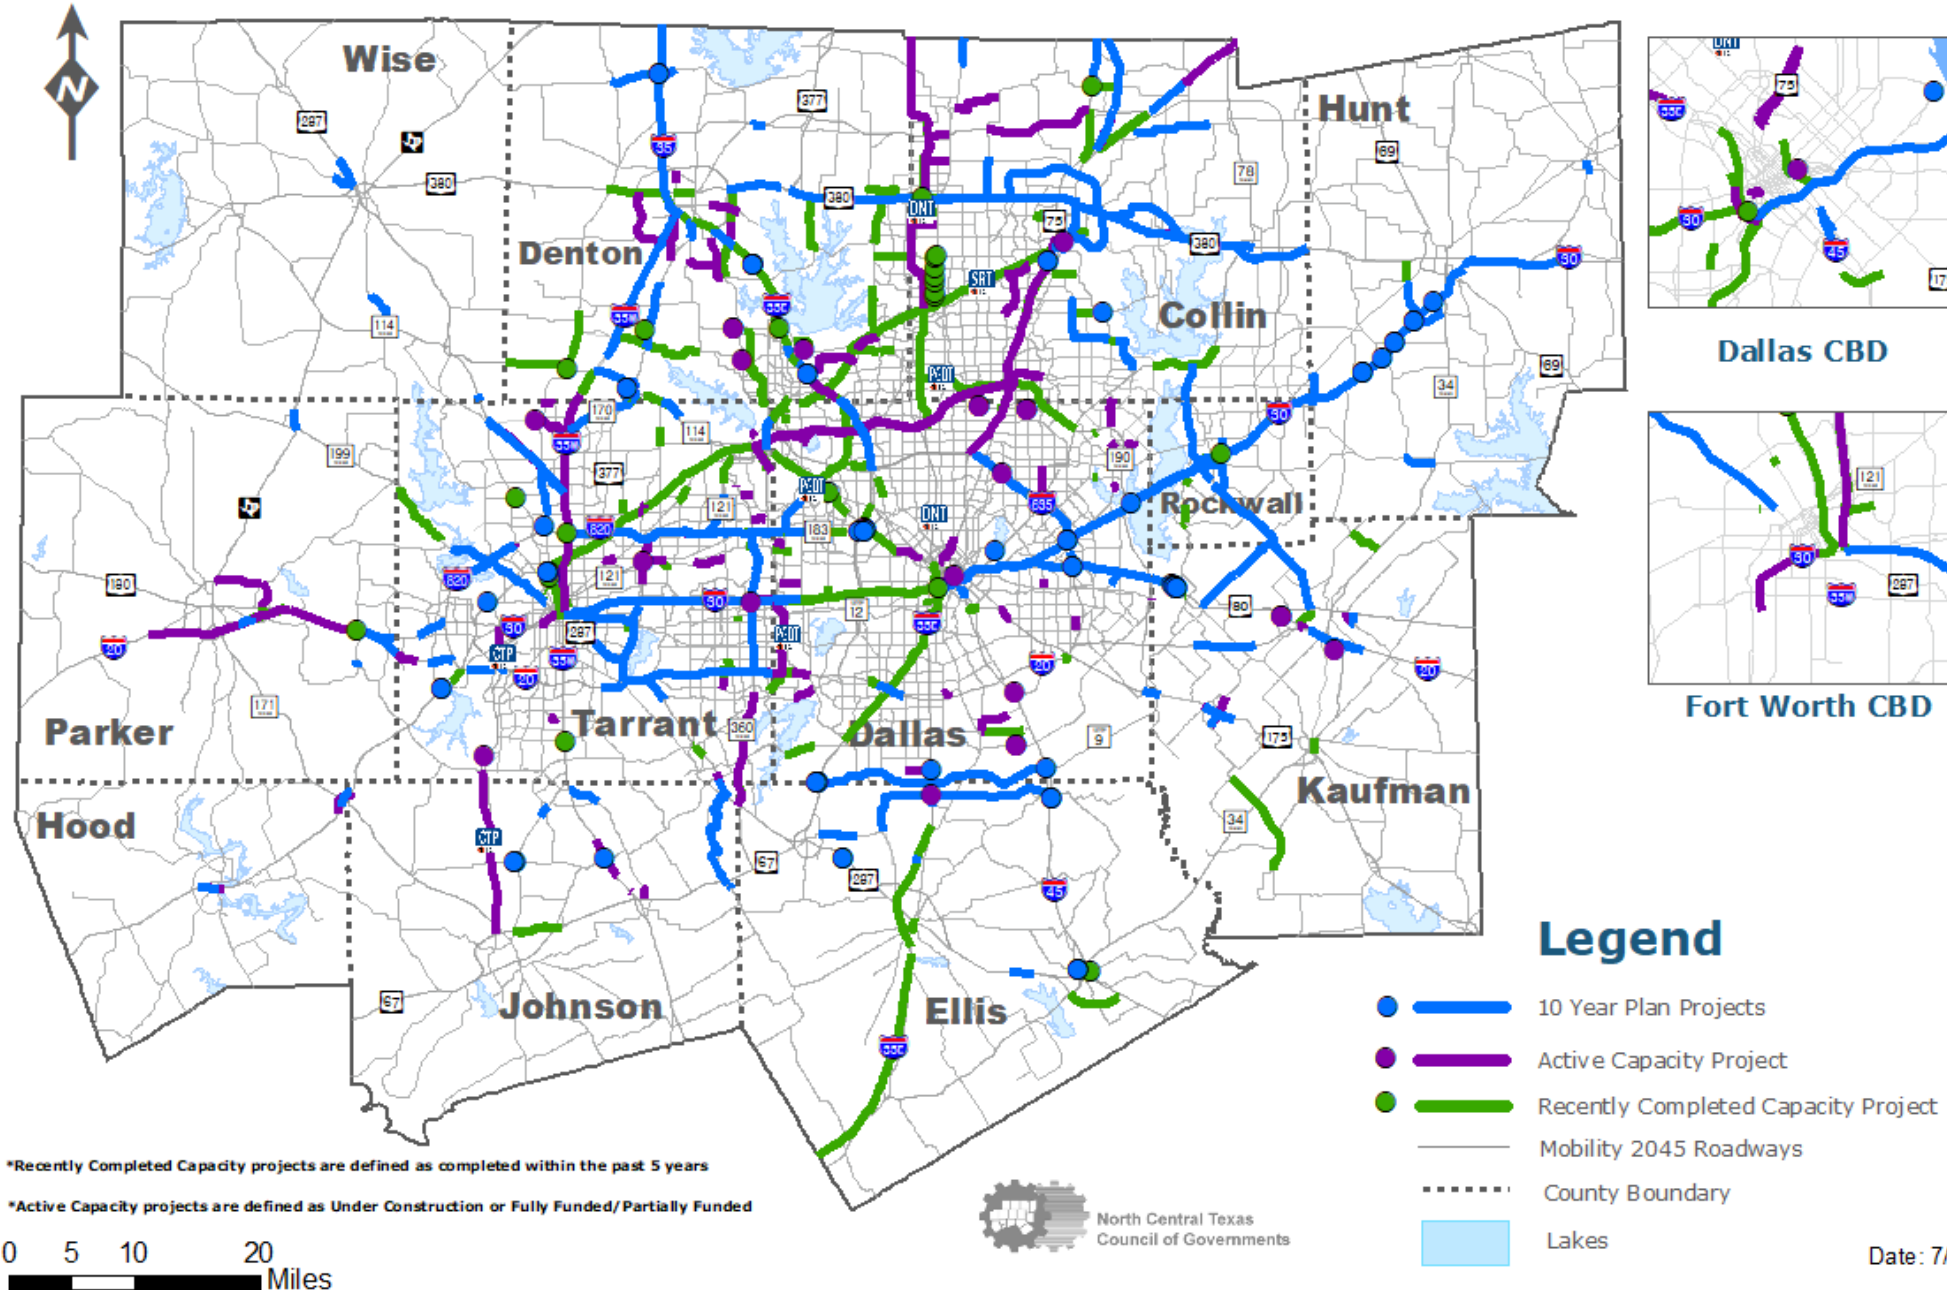 Wise
Hunt
377
287
35
69
78
380
380
DNT
75
Denton
380
SRT
30
35W
35E
114
Collin
PGBT
69
34
170
30
114
35W
199
377
190
PGBT
121
635
Rockwall
DNT
820
183
820
121
180
30
12
80
30
287
35E
PGBT
CTP
35W
20
20
20
20
171
Parker
Tarrant
360
Dallas
9
175
Kaufman
Hood
34
CTP
67
287
45
67
Johnson
Ellis
35E
DNT
75
35E
30
45
Dallas CBD
121
30
35W
287
Fort Worth CBD
Legend
10 Year Plan Projects
Active Capacity Project
Recently Completed Capacity Project
Mobility 2045 Roadways
County Boundary
Lakes
*Recently Completed Capacity projects are defined as completed within the past 5 years
*Active Capacity projects are defined as Under Construction or Fully Funded/Partially Funded
0 5 10 20
Miles
North Central Texas
Council of Governments
Date: 7/
N